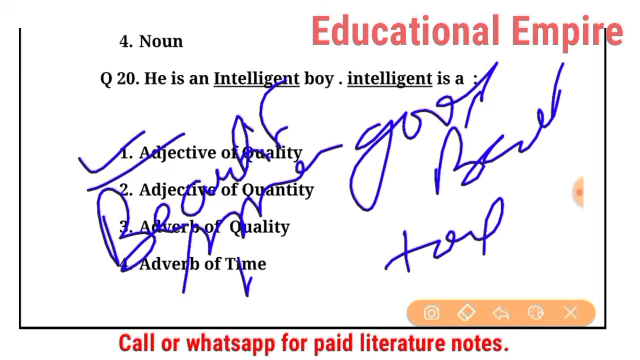 Educational Empire
4. Noun
Q 20. He is an Intelligent boy . intelligent is a :
1. Adjective of Quality
2. Adjective of Quantity
3. Adverb of Quality
4. Adverb of Time
good
Call or whatsapp for paid literature notes.